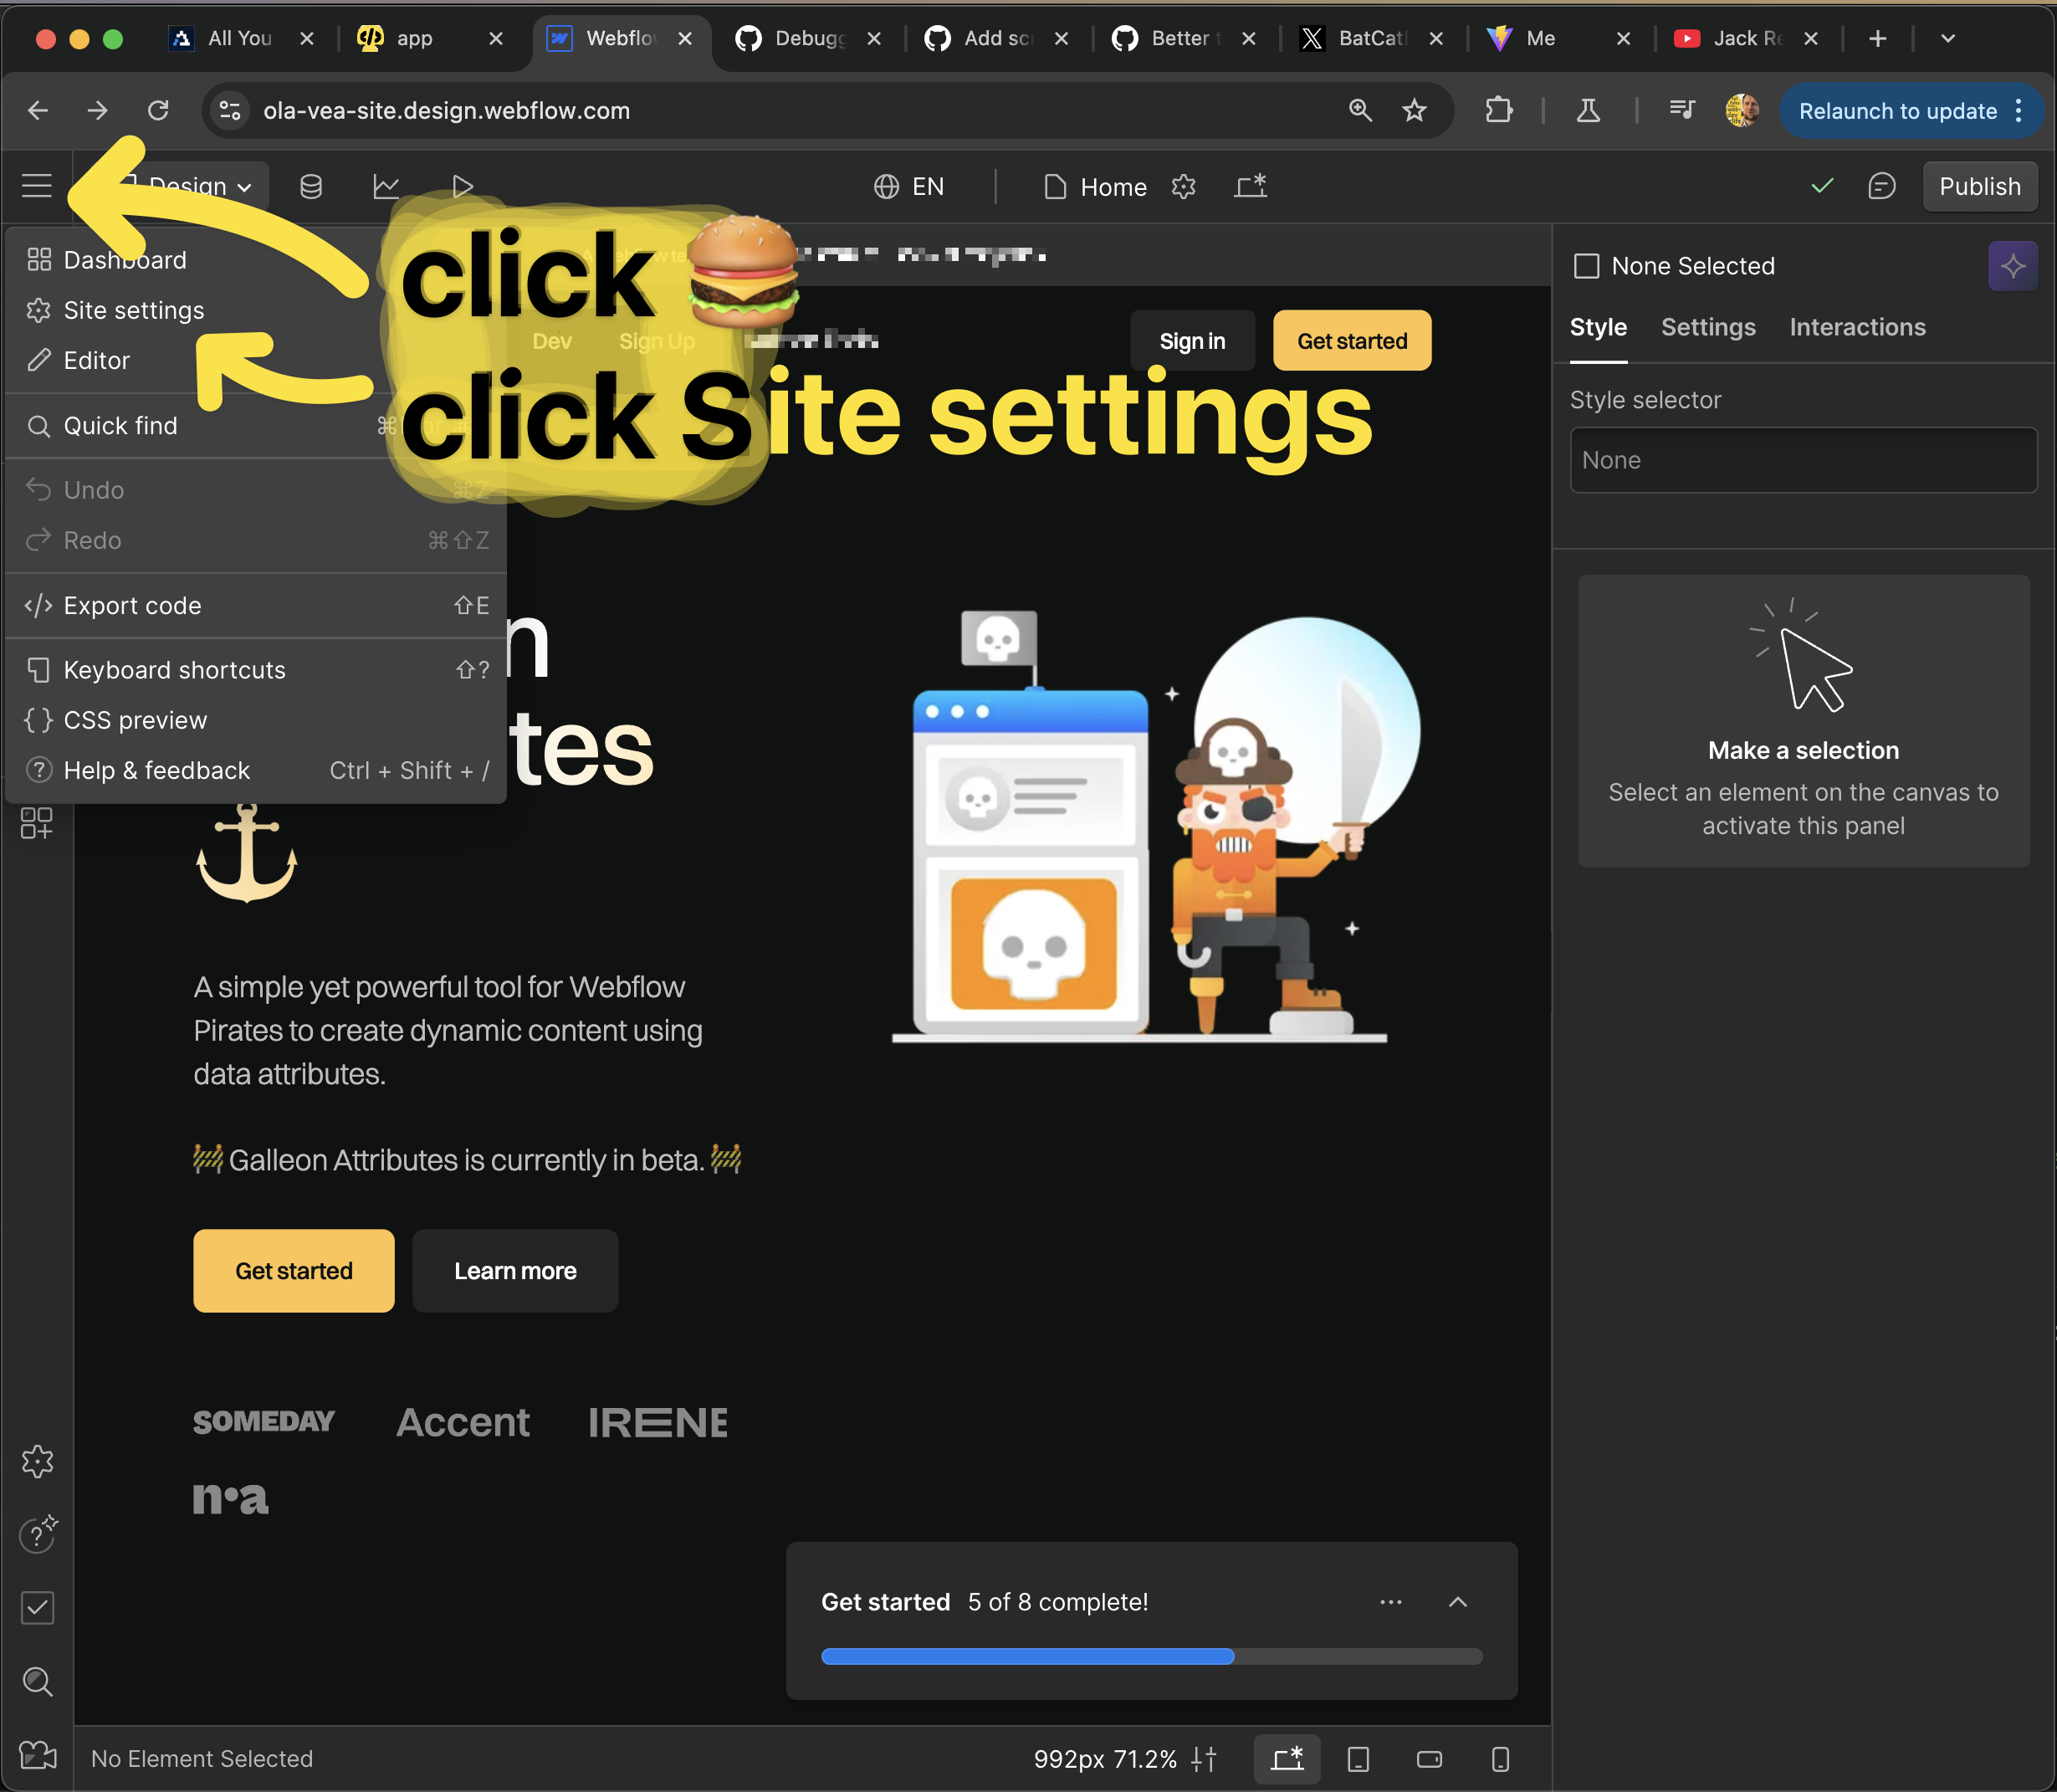 All You
app
Webflo
Debugg
Add sc
Better t
BatCatl
Me
Jack Re
ola-vea-site.design.webflow.com
Relaunch to update
Design
EN
Home
Publish
click 🍔
click Site settings
Dashboard
Site settings
Editor
Quick find
Undo ⌘Z
Redo ⌘⇧Z
Export code ⇧E
Keyboard shortcuts ⇧?
CSS preview
Help & feedback Ctrl + Shift + /
Dev
Sign Up
Sign in
Get started
n
tes
A simple yet powerful tool for Webflow
Pirates to create dynamic content using
data attributes.
🚧 Galleon Attributes is currently in beta. 🚧
Get started
Learn more
SOMEDAY
Accent
IRENE
n•a
Get started 5 of 8 complete!
No Element Selected
992px 71.2%
None Selected
Style Settings Interactions
Style selector
None
Make a selection
Select an element on the canvas to
activate this panel